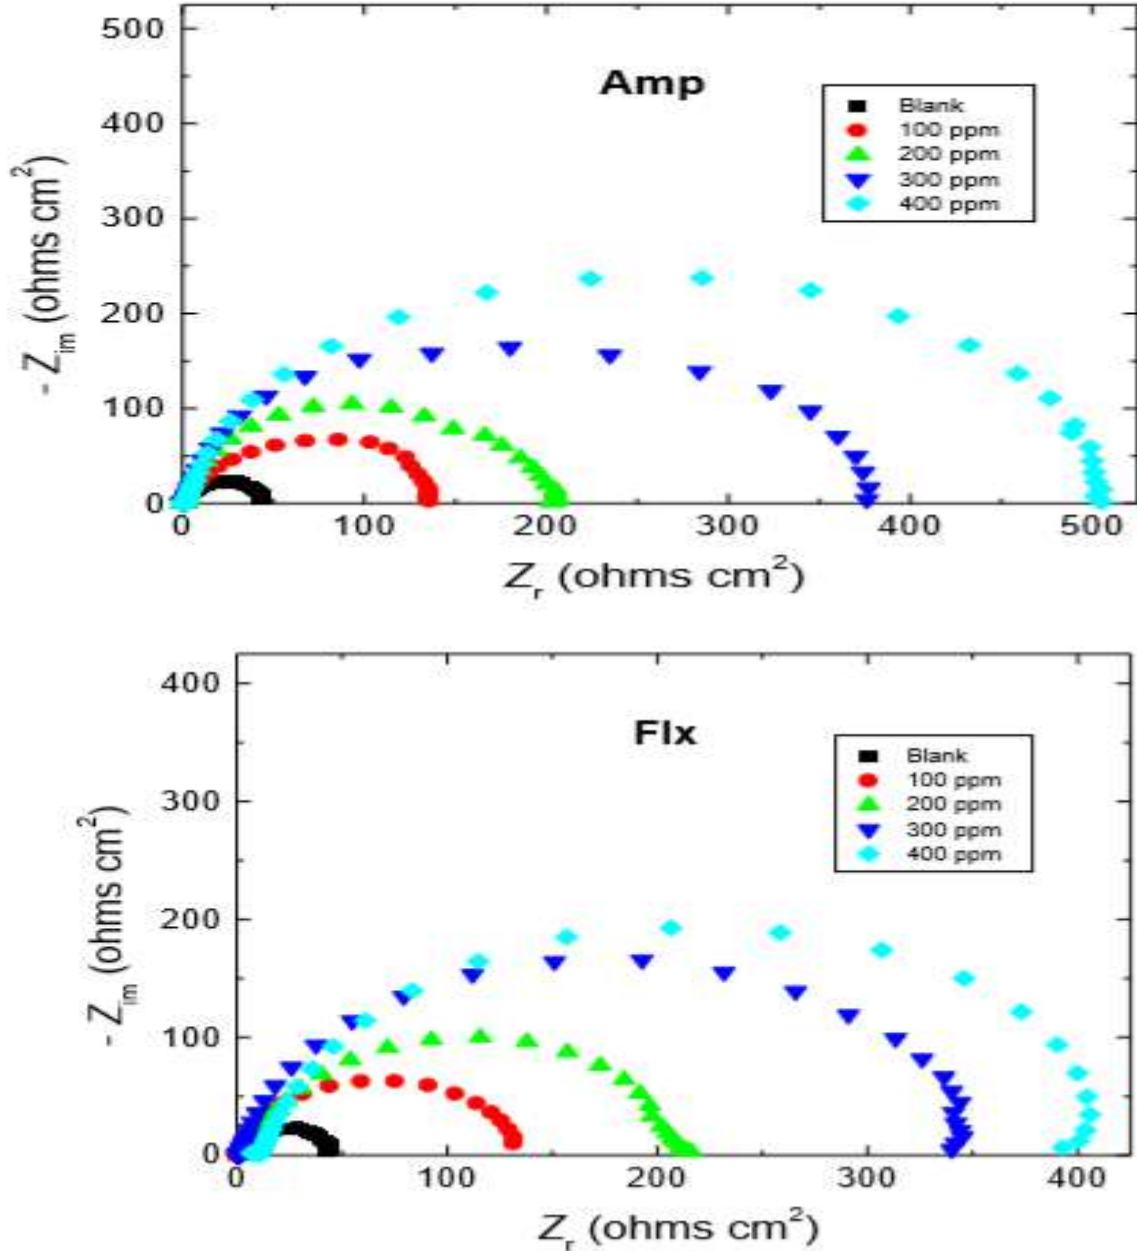 500
400
300
200
100
0
- Z_im (ohms cm²)
Amp
Blank
100 ppm
200 ppm
300 ppm
400 ppm
0 100 200 300 400 500
Z_r (ohms cm²)
400
300
200
100
0
- Z_im (ohms cm²)
Flx
Blank
100 ppm
200 ppm
300 ppm
400 ppm
0 100 200 300 400
Z_r (ohms cm²)